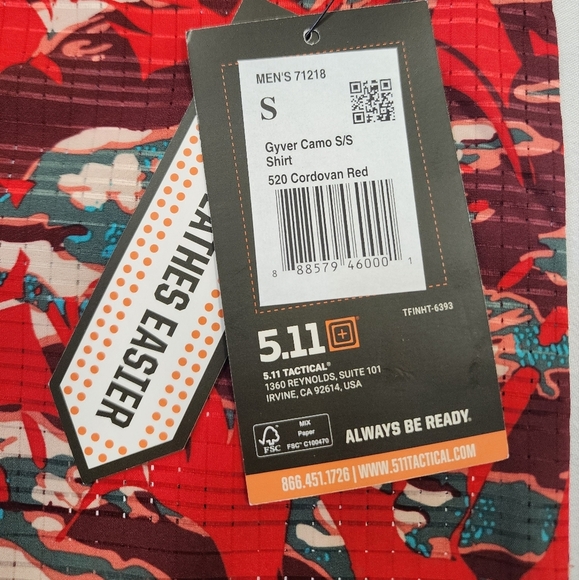 MEN'S 71218
S
Gyver Camo S/S
Shirt
520 Cordovan Red
8 88579 46000 1
TFINHT-6393
5.11
5.11 TACTICAL®
1360 REYNOLDS, SUITE 101
IRVINE, CA 92614, USA
FSC
MIX
Paper
FSC™ C100470
ALWAYS BE READY.
866.451.1726 | WWW.511TACTICAL.COM
EASIER